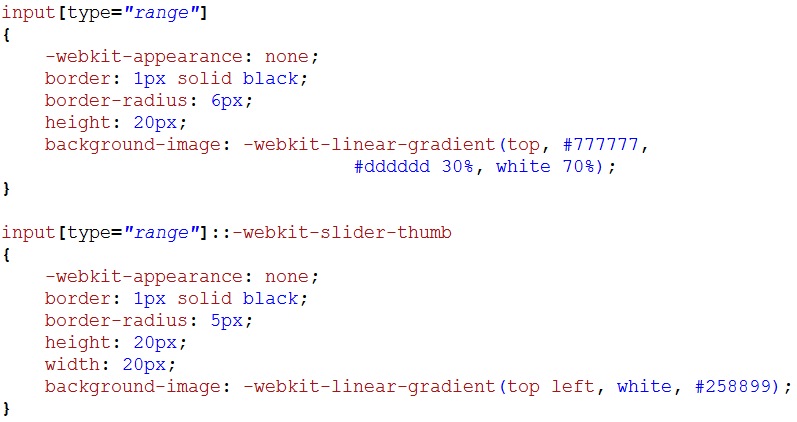 input[type="range"]
{
    -webkit-appearance: none;
    border: 1px solid black;
    border-radius: 6px;
    height: 20px;
    background-image: -webkit-linear-gradient(top, #777777,
                                #dddddd 30%, white 70%);
}

input[type="range"]::-webkit-slider-thumb
{
    -webkit-appearance: none;
    border: 1px solid black;
    border-radius: 5px;
    height: 20px;
    width: 20px;
    background-image: -webkit-linear-gradient(top left, white, #258899);
}